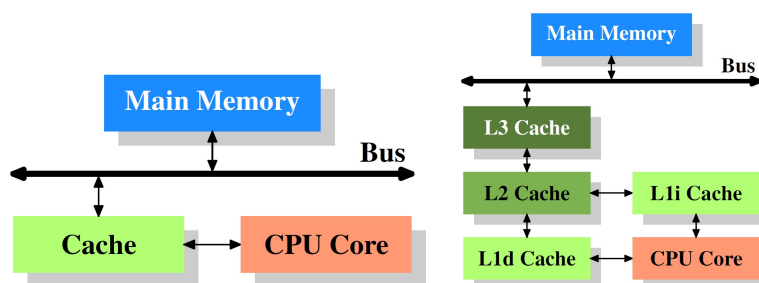 Main Memory
Bus
Cache
CPU Core
Main Memory
Bus
L3 Cache
L2 Cache
L1i Cache
L1d Cache
CPU Core